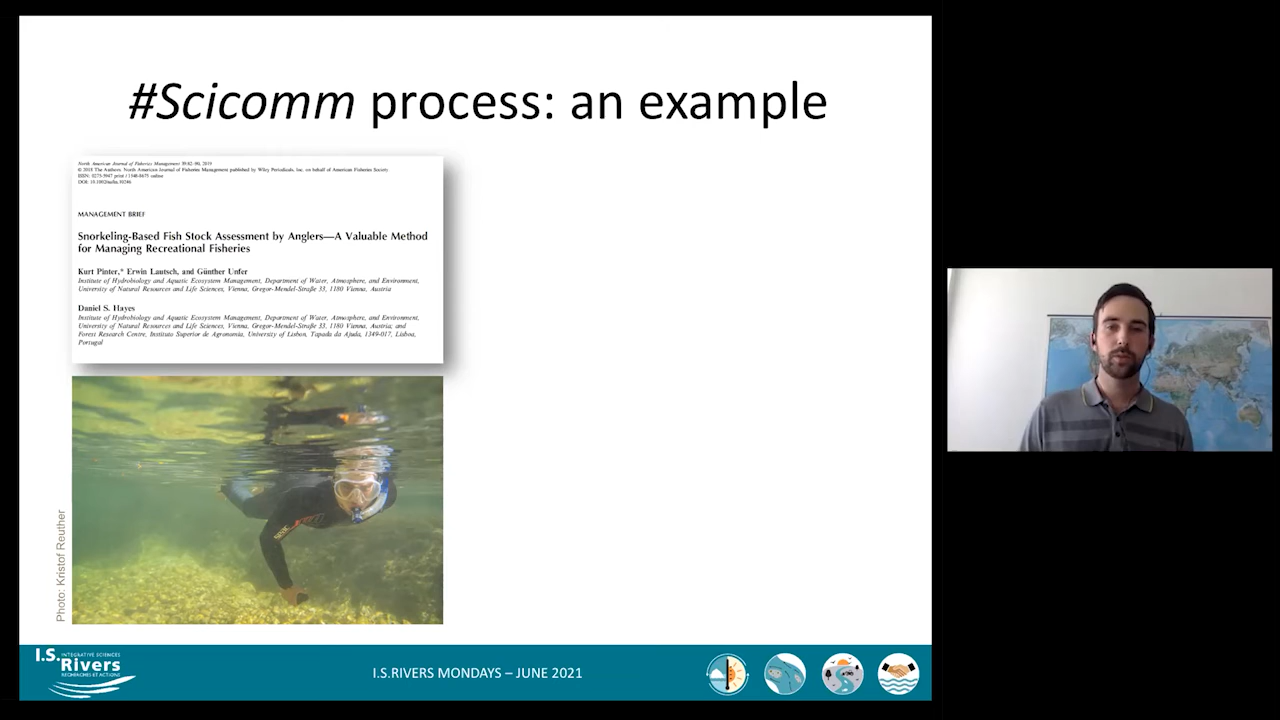 #Scicomm process: an example
North American Journal of Fisheries Management 39:82–90, 2019
© 2018 The Authors. North American Journal of Fisheries Management published by Wiley Periodicals, Inc. on behalf of American Fisheries Society
ISSN: 0275-5947 print / 1548-8675 online
DOI: 10.1002/nafm.10246
MANAGEMENT BRIEF
Snorkeling-Based Fish Stock Assessment by Anglers—A Valuable Method
for Managing Recreational Fisheries
Kurt Pinter,* Erwin Lautsch, and Günther Unfer
Institute of Hydrobiology and Aquatic Ecosystem Management, Department of Water, Atmosphere, and Environment,
University of Natural Resources and Life Sciences, Vienna, Gregor-Mendel-Straße 33, 1180 Vienna, Austria
Daniel S. Hayes
Institute of Hydrobiology and Aquatic Ecosystem Management, Department of Water, Atmosphere, and Environment,
University of Natural Resources and Life Sciences, Vienna, Gregor-Mendel-Straße 33, 1180 Vienna, Austria; and
Forest Research Centre, Instituto Superior de Agronomia, University of Lisbon, Tapada da Ajuda, 1349-017, Lisboa,
Portugal
Photo: Kristof Reuther
I.S.
INTEGRATIVE SCIENCES
Rivers
RECHERCHES ET ACTIONS
I.S.RIVERS MONDAYS – JUNE 2021